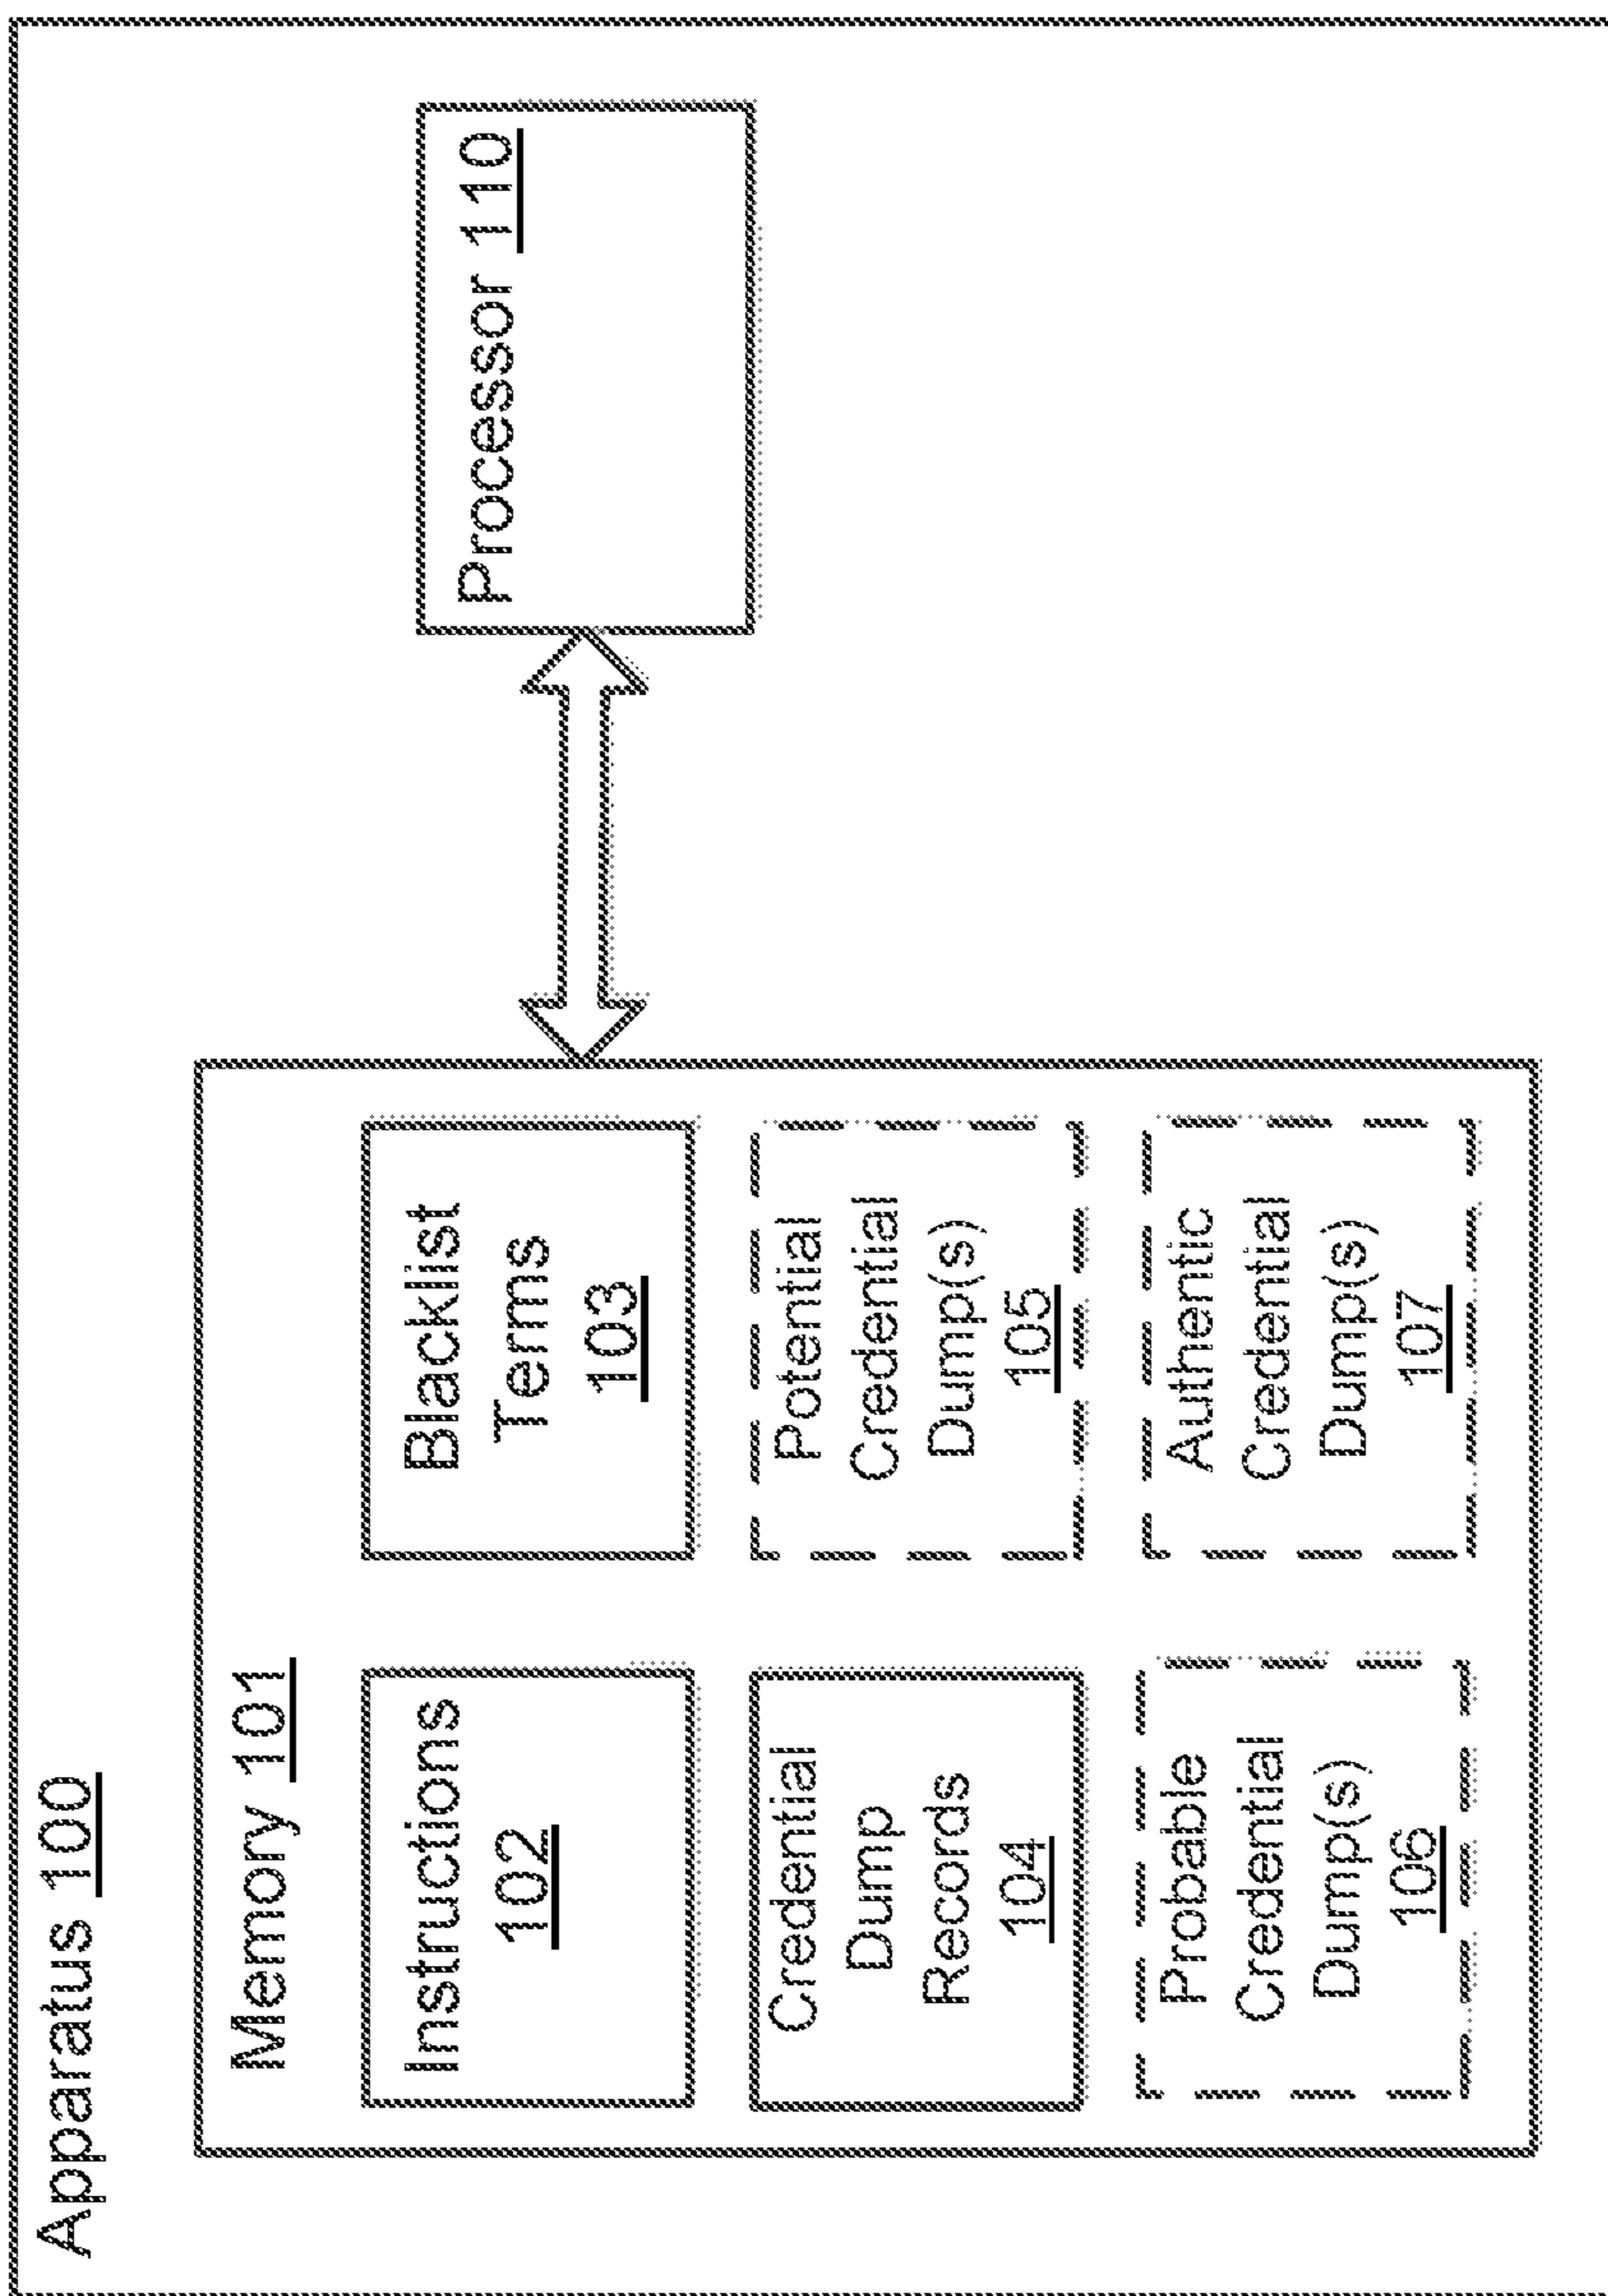 Apparatus 100
Memory 101
Instructions
102
Blacklist
Terms
103
Credential
Dump
Records
104
Potential
Credential
Dump(s)
105
Probable
Credential
Dump(s)
106
Authentic
Credential
Dump(s)
107
Processor 110